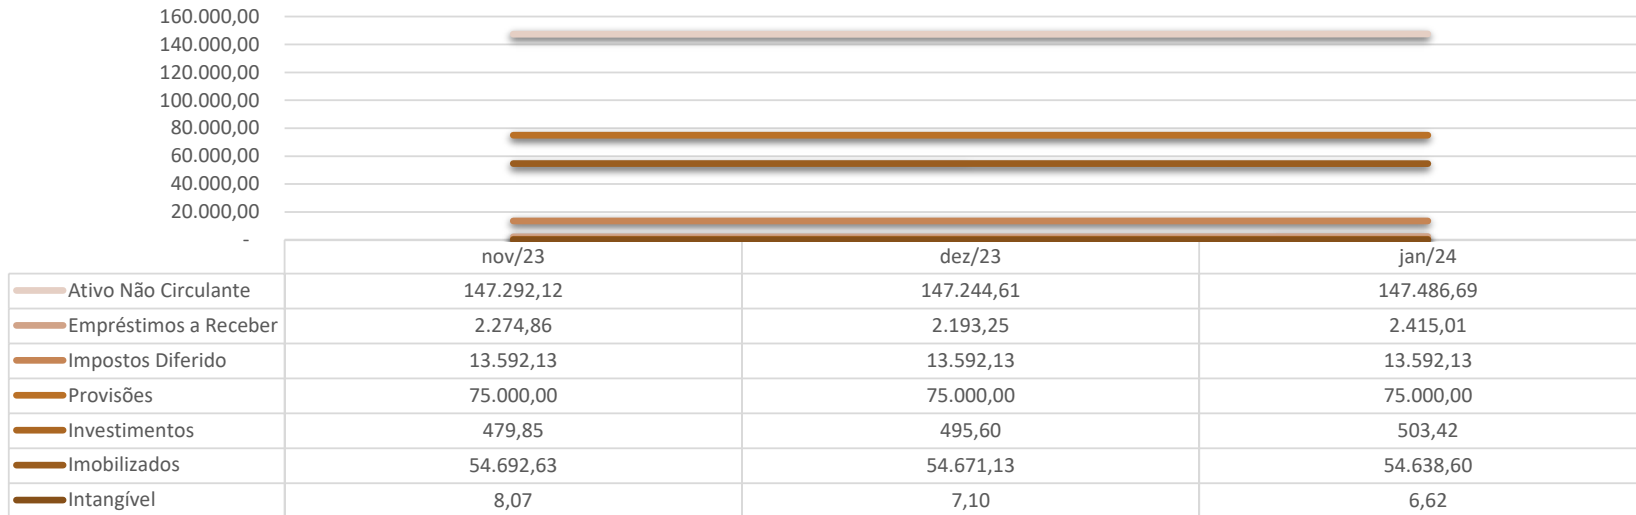 160.000,00
140.000,00
120.000,00
100.000,00
80.000,00
60.000,00
40.000,00
20.000,00
-
nov/23 dez/23 jan/24
Ativo Não Circulante 147.292,12 147.244,61 147.486,69
Empréstimos a Receber 2.274,86 2.193,25 2.415,01
Impostos Diferido 13.592,13 13.592,13 13.592,13
Provisões 75.000,00 75.000,00 75.000,00
Investimentos 479,85 495,60 503,42
Imobilizados 54.692,63 54.671,13 54.638,60
Intangível 8,07 7,10 6,62